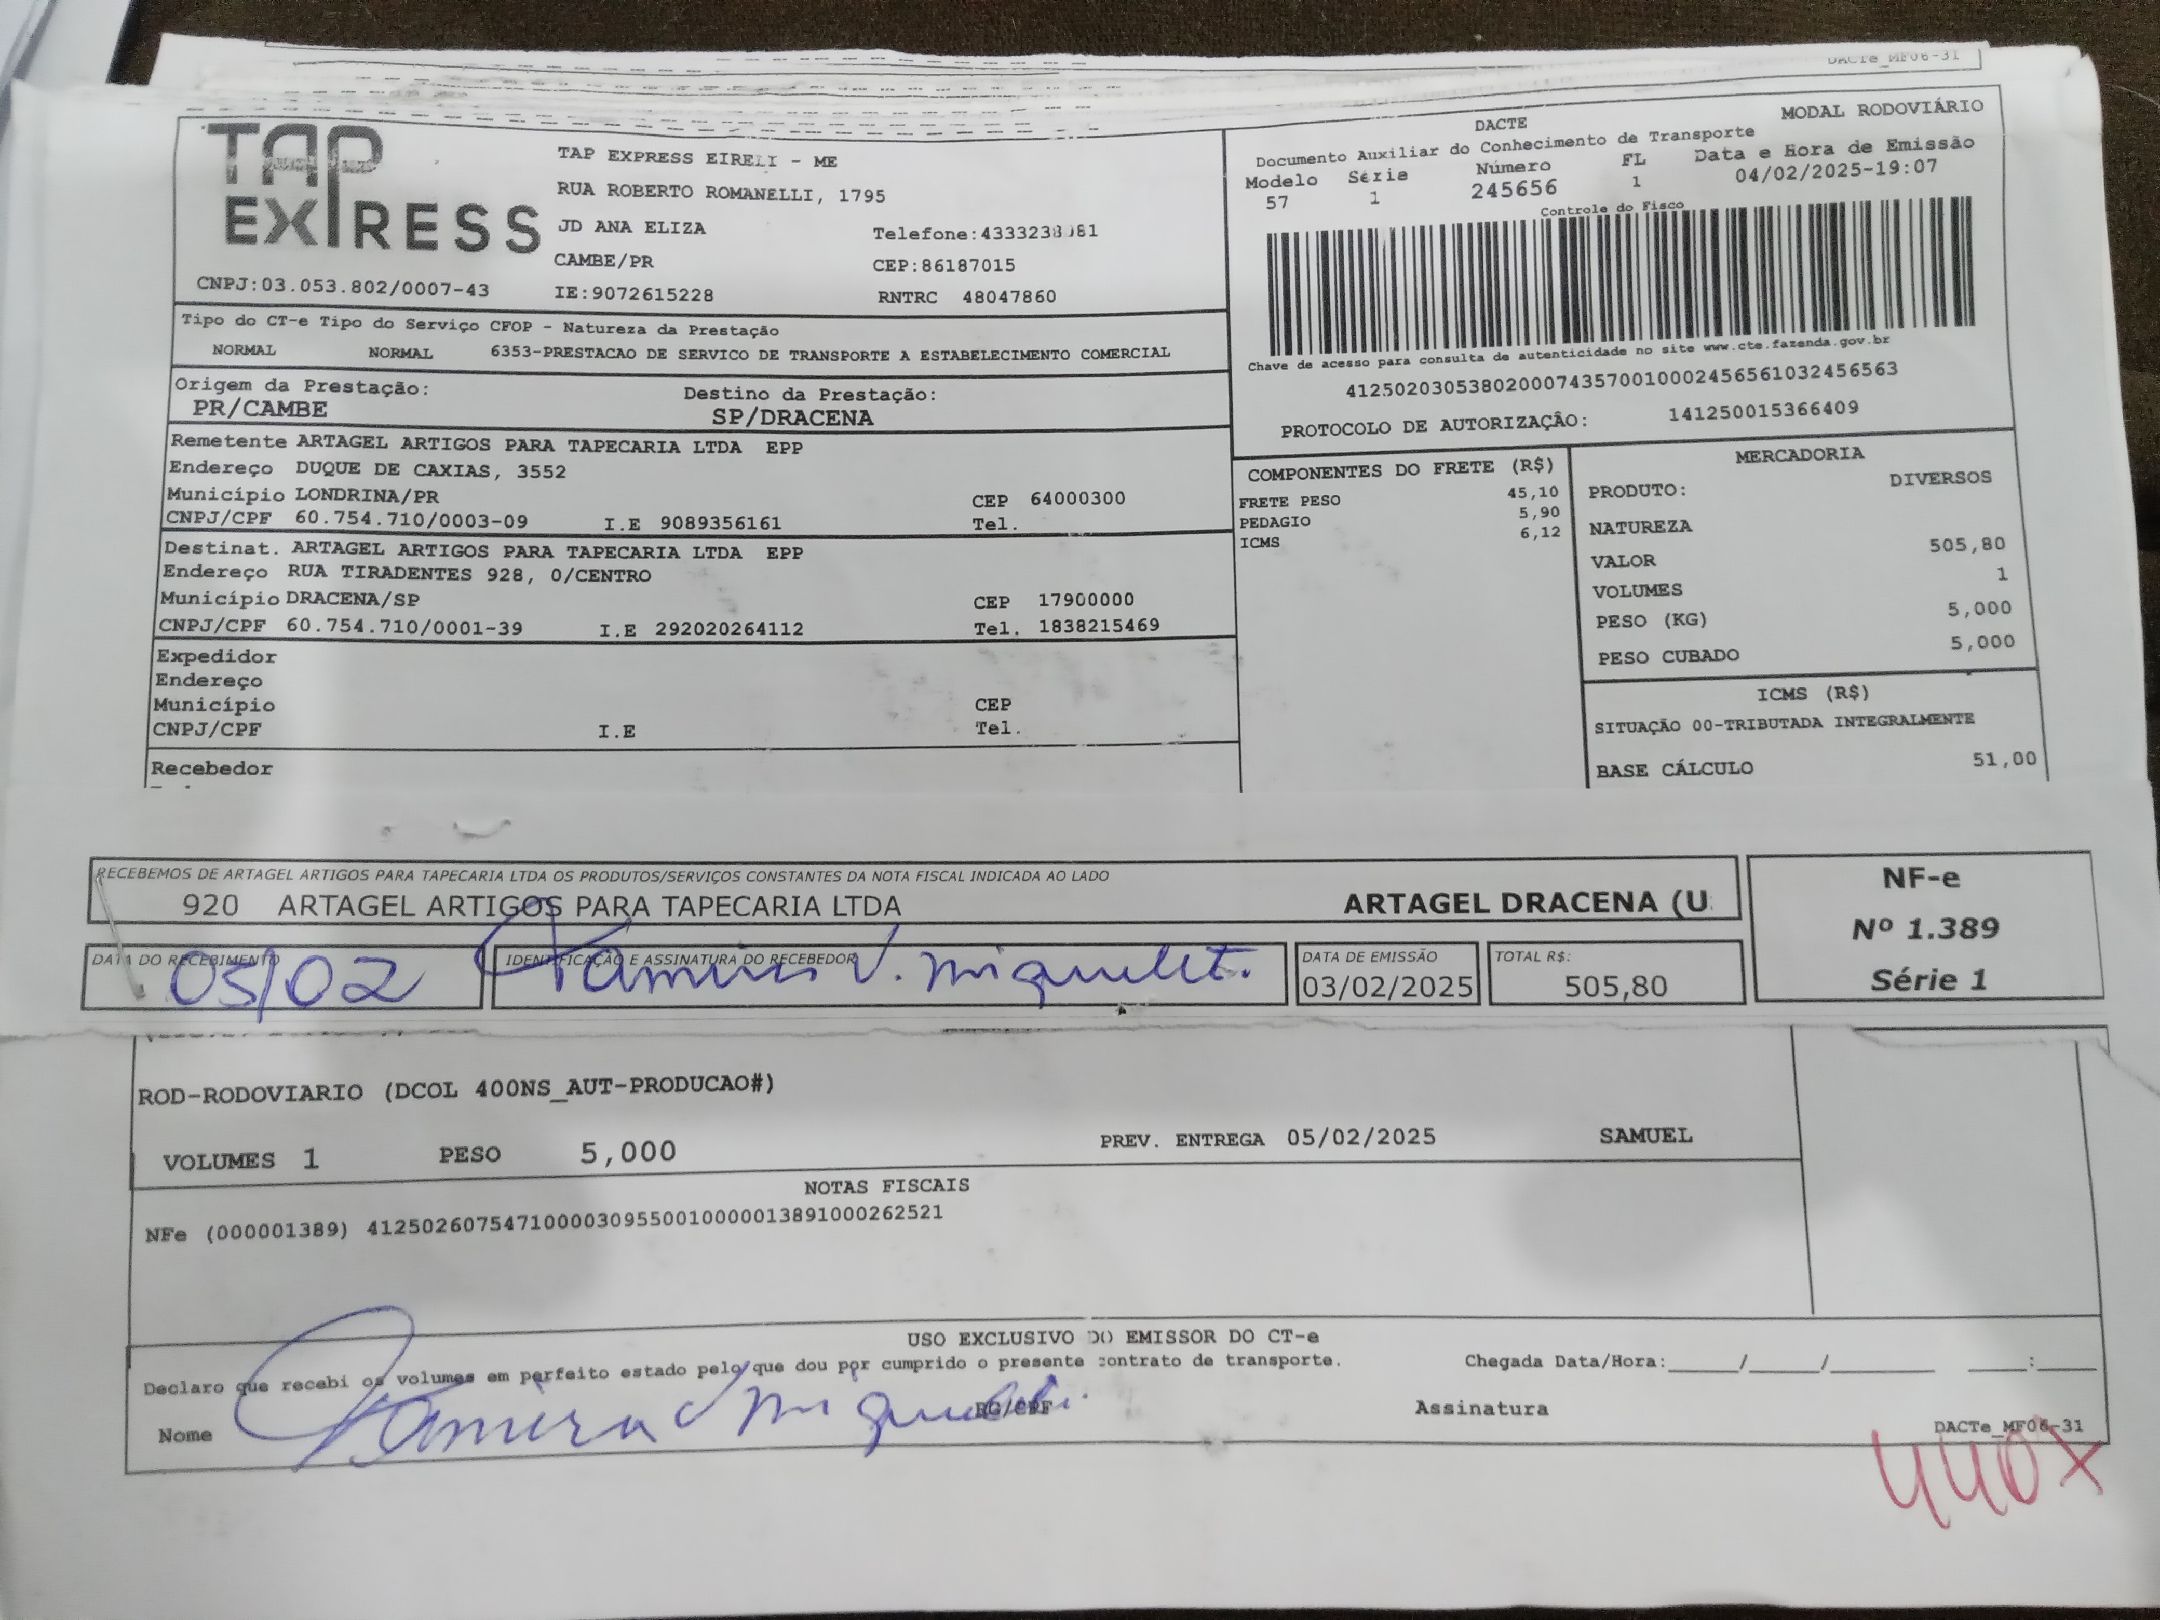 DACTe_MF06-31
TAP EXPRESS
TAP EXPRESS EIRELI - ME
RUA ROBERTO ROMANELLI, 1795
JD ANA ELIZA
Telefone:
CAMBE/PR
CEP:86187015
CNPJ:03.053.802/0007-43
IE:9072615228
RNTRC 48047860
DACTE
MODAL RODOVIÁRIO
Documento Auxiliar do Conhecimento de Transporte
Modelo Série Número FL Data e Hora de Emissão
57 1 245656 1 04/02/2025-19:07
Controle do Fisco
Chave de acesso para consulta de autenticidade no site www.cte.fazenda.gov.br
41250203053802000743570010002456561032456563
PROTOCOLO DE AUTORIZAÇÃO: 141250015366409
Tipo do CT-e Tipo do Serviço CFOP - Natureza da Prestação
NORMAL NORMAL 6353-PRESTACAO DE SERVICO DE TRANSPORTE A ESTABELECIMENTO COMERCIAL
Origem da Prestação: Destino da Prestação:
PR/CAMBE SP/DRACENA
Remetente ARTAGEL ARTIGOS PARA TAPECARIA LTDA EPP
Endereço DUQUE DE CAXIAS, 3552
Município LONDRINA/PR CEP 64000300
CNPJ/CPF 60.754.710/0003-09 I.E 9089356161 Tel.
Destinat. ARTAGEL ARTIGOS PARA TAPECARIA LTDA EPP
Endereço RUA TIRADENTES 928, 0/CENTRO
Município DRACENA/SP CEP 17900000
CNPJ/CPF 60.754.710/0001-39 I.E 292020264112 Tel. 1838215469
Expedidor
Endereço
Município CEP
CNPJ/CPF I.E Tel.
Recebedor
COMPONENTES DO FRETE (R$)
FRETE PESO 45,10
PEDAGIO 5,90
ICMS 6,12
MERCADORIA
PRODUTO: DIVERSOS
NATUREZA
VALOR 505,80
VOLUMES 1
PESO (KG) 5,000
PESO CUBADO 5,000
ICMS (R$)
SITUAÇÃO 00-TRIBUTADA INTEGRALMENTE
BASE CÁLCULO 51,00
RECEBEMOS DE ARTAGEL ARTIGOS PARA TAPECARIA LTDA OS PRODUTOS/SERVIÇOS CONSTANTES DA NOTA FISCAL INDICADA AO LADO
920 ARTAGEL ARTIGOS PARA TAPECARIA LTDA ARTAGEL DRACENA (U
DATA DO RECEBIMENTO
05/02
IDENTIFICAÇÃO E ASSINATURA DO RECEBEDOR
DATA DE EMISSÃO
03/02/2025
TOTAL R$:
505,80
NF-e
Nº 1.389
Série 1
ROD-RODOVIARIO (DCOL 400NS_AUT-PRODUCAO#)
VOLUMES 1 PESO 5,000 PREV. ENTREGA 05/02/2025 SAMUEL
NOTAS FISCAIS
NFe (000001389) 41250260754710000309550010000013891000262521
USO EXCLUSIVO DO EMISSOR DO CT-e
Declaro que recebi os volumes em perfeito estado pelo que dou por cumprido o presente contrato de transporte.
Chegada Data/Hora:_____/_____/________ ____:____
Nome RG/CPF Assinatura
DACTe_MF06-31